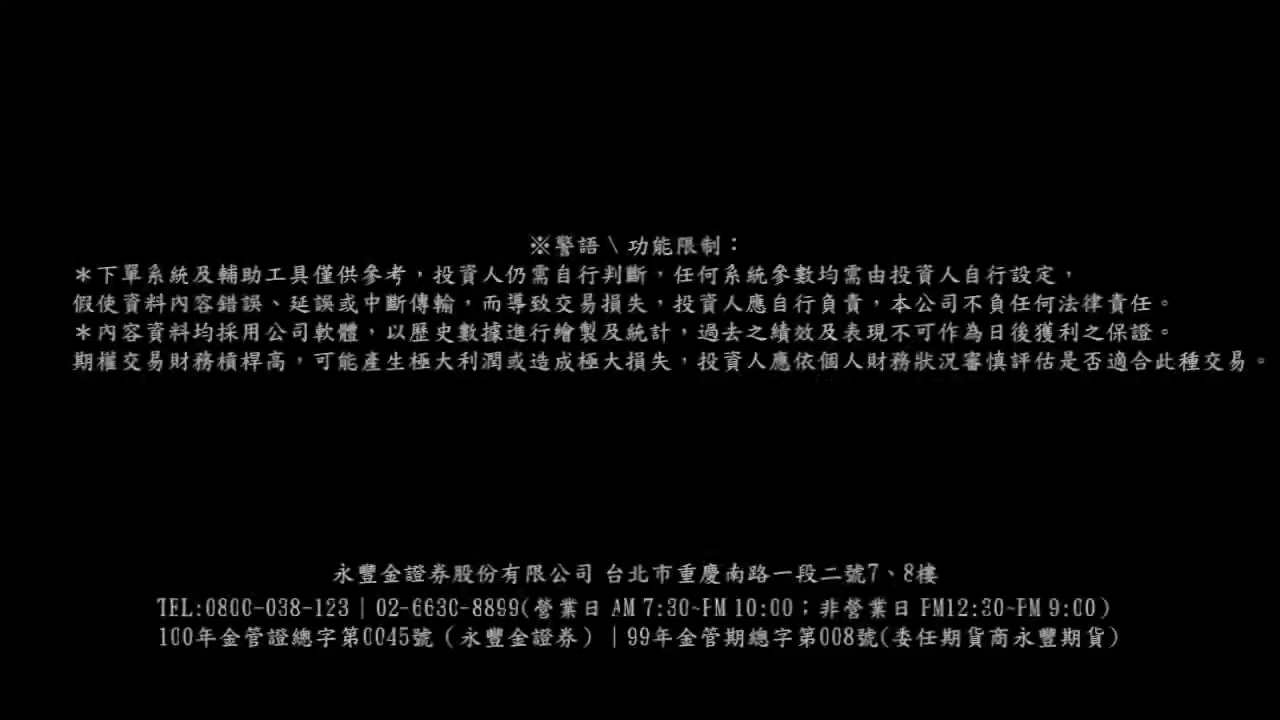 ※警語 \ 功能限制：
＊下單系統及輔助工具僅供參考，投資人仍需自行判斷，任何系統參數均需由投資人自行設定，
假使資料內容錯誤、延誤或中斷傳輸，而導致交易損失，投資人應自行負責，本公司不負任何法律責任。
＊內容資料均採用公司軟體，以歷史數據進行繪製及統計，過去之績效及表現不可作為日後獲利之保證。
期權交易財務槓桿高，可能產生極大利潤或造成極大損失，投資人應依個人財務狀況審慎評估是否適合此種交易。
永豐金證券股份有限公司 台北市重慶南路一段二號7、8樓
TEL:0800-038-123 | 02-6630-8899(營業日 AM 7:30~PM 10:00；非營業日 PM12:30~PM 9:00)
100年金管證總字第0045號（永豐金證券）｜99年金管期總字第008號(委任期貨商永豐期貨)